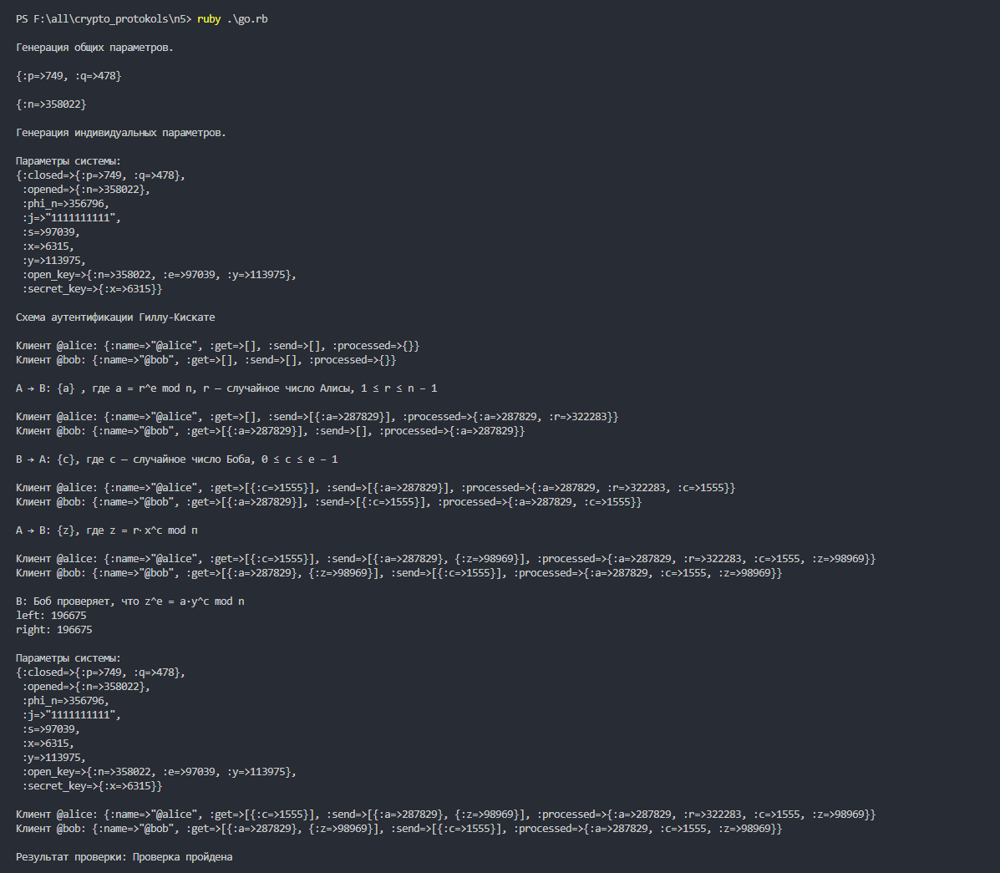 PS F:\all\crypto_protokols\n5> ruby .\go.rb
Генерация общих параметров.
{:p=>749, :q=>478}
{:n=>358022}
Генерация индивидуальных параметров.
Параметры системы:
{:closed=>{:p=>749, :q=>478},
 :opened=>{:n=>358022},
 :phi_n=>356796,
 :j=>"1111111111",
 :s=>97039,
 :x=>6315,
 :y=>113975,
 :open_key=>{:n=>358022, :e=>97039, :y=>113975},
 :secret_key=>{:x=>6315}}
Схема аутентификации Гиллу-Кискате
Клиент @alice: {:name=>"@alice", :get=>[], :send=>[], :processed=>{}}
Клиент @bob: {:name=>"@bob", :get=>[], :send=>[], :processed=>{}}
A → B: {a} , где a = r^e mod n, r – случайное число Алисы, 1 ≤ r ≤ n – 1
Клиент @alice: {:name=>"@alice", :get=>[], :send=>[{:a=>287829}], :processed=>{:a=>287829, :r=>322283}}
Клиент @bob: {:name=>"@bob", :get=>[{:a=>287829}], :send=>[], :processed=>{:a=>287829}}
B → A: {c}, где c – случайное число Боба, 0 ≤ c ≤ e – 1
Клиент @alice: {:name=>"@alice", :get=>[{:c=>1555}], :send=>[{:a=>287829}], :processed=>{:a=>287829, :r=>322283, :c=>1555}}
Клиент @bob: {:name=>"@bob", :get=>[{:a=>287829}], :send=>[{:c=>1555}], :processed=>{:a=>287829, :c=>1555}}
A → B: {z}, где z = r·x^c mod n
Клиент @alice: {:name=>"@alice", :get=>[{:c=>1555}], :send=>[{:a=>287829}, {:z=>98969}], :processed=>{:a=>287829, :r=>322283, :c=>1555, :z=>98969}}
Клиент @bob: {:name=>"@bob", :get=>[{:a=>287829}, {:z=>98969}], :send=>[{:c=>1555}], :processed=>{:a=>287829, :c=>1555, :z=>98969}}
B: Боб проверяет, что z^e = a·y^c mod n
left: 196675
right: 196675
Параметры системы:
{:closed=>{:p=>749, :q=>478},
 :opened=>{:n=>358022},
 :phi_n=>356796,
 :j=>"1111111111",
 :s=>97039,
 :x=>6315,
 :y=>113975,
 :open_key=>{:n=>358022, :e=>97039, :y=>113975},
 :secret_key=>{:x=>6315}}
Клиент @alice: {:name=>"@alice", :get=>[{:c=>1555}], :send=>[{:a=>287829}, {:z=>98969}], :processed=>{:a=>287829, :r=>322283, :c=>1555, :z=>98969}}
Клиент @bob: {:name=>"@bob", :get=>[{:a=>287829}, {:z=>98969}], :send=>[{:c=>1555}], :processed=>{:a=>287829, :c=>1555, :z=>98969}}
Результат проверки: Проверка пройдена